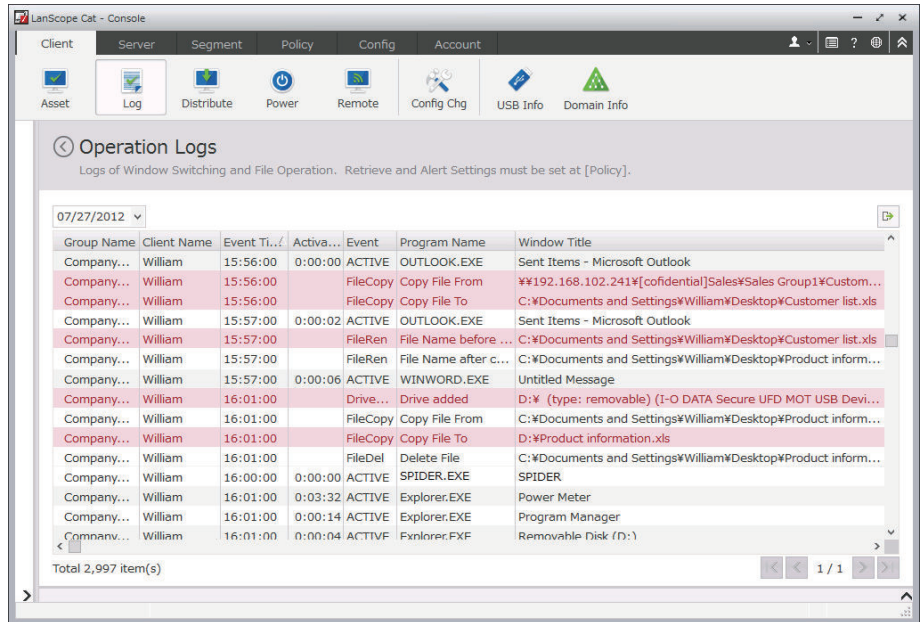 LanScope Cat - Console
Client Server Segment Policy Config Account
Asset Log Distribute Power Remote Config Chg USB Info Domain Info
Operation Logs
Logs of Window Switching and File Operation. Retrieve and Alert Settings must be set at [Policy].
07/27/2012
Group Name Client Name Event Ti... Activa... Event Program Name Window Title
Company... William 15:56:00 0:00:00 ACTIVE OUTLOOK.EXE Sent Items - Microsoft Outlook
Company... William 15:56:00 FileCopy Copy File From ¥¥192.168.102.241¥[cofidential]Sales¥Sales Group1¥Custom...
Company... William 15:56:00 FileCopy Copy File To C:¥Documents and Settings¥William¥Desktop¥Customer list.xls
Company... William 15:57:00 0:00:02 ACTIVE OUTLOOK.EXE Sent Items - Microsoft Outlook
Company... William 15:57:00 FileRen File Name before ... C:¥Documents and Settings¥William¥Desktop¥Customer list.xls
Company... William 15:57:00 FileRen File Name after c... C:¥Documents and Settings¥William¥Desktop¥Product inform...
Company... William 15:57:00 0:00:06 ACTIVE WINWORD.EXE Untitled Message
Company... William 16:01:00 Drive... Drive added D:¥ (type: removable) (I-O DATA Secure UFD MOT USB Devi...
Company... William 16:01:00 FileCopy Copy File From C:¥Documents and Settings¥William¥Desktop¥Product inform...
Company... William 16:01:00 FileCopy Copy File To D:¥Product information.xls
Company... William 16:01:00 FileDel Delete File C:¥Documents and Settings¥William¥Desktop¥Product inform...
Company... William 16:00:00 0:00:00 ACTIVE SPIDER.EXE SPIDER
Company... William 16:01:00 0:03:32 ACTIVE Explorer.EXE Power Meter
Company... William 16:01:00 0:00:14 ACTIVE Explorer.EXE Program Manager
Company... William 16:01:00 0:00:04 ACTIVE Explorer.EXE Removable Disk (D:)
Total 2,997 item(s) 1 / 1